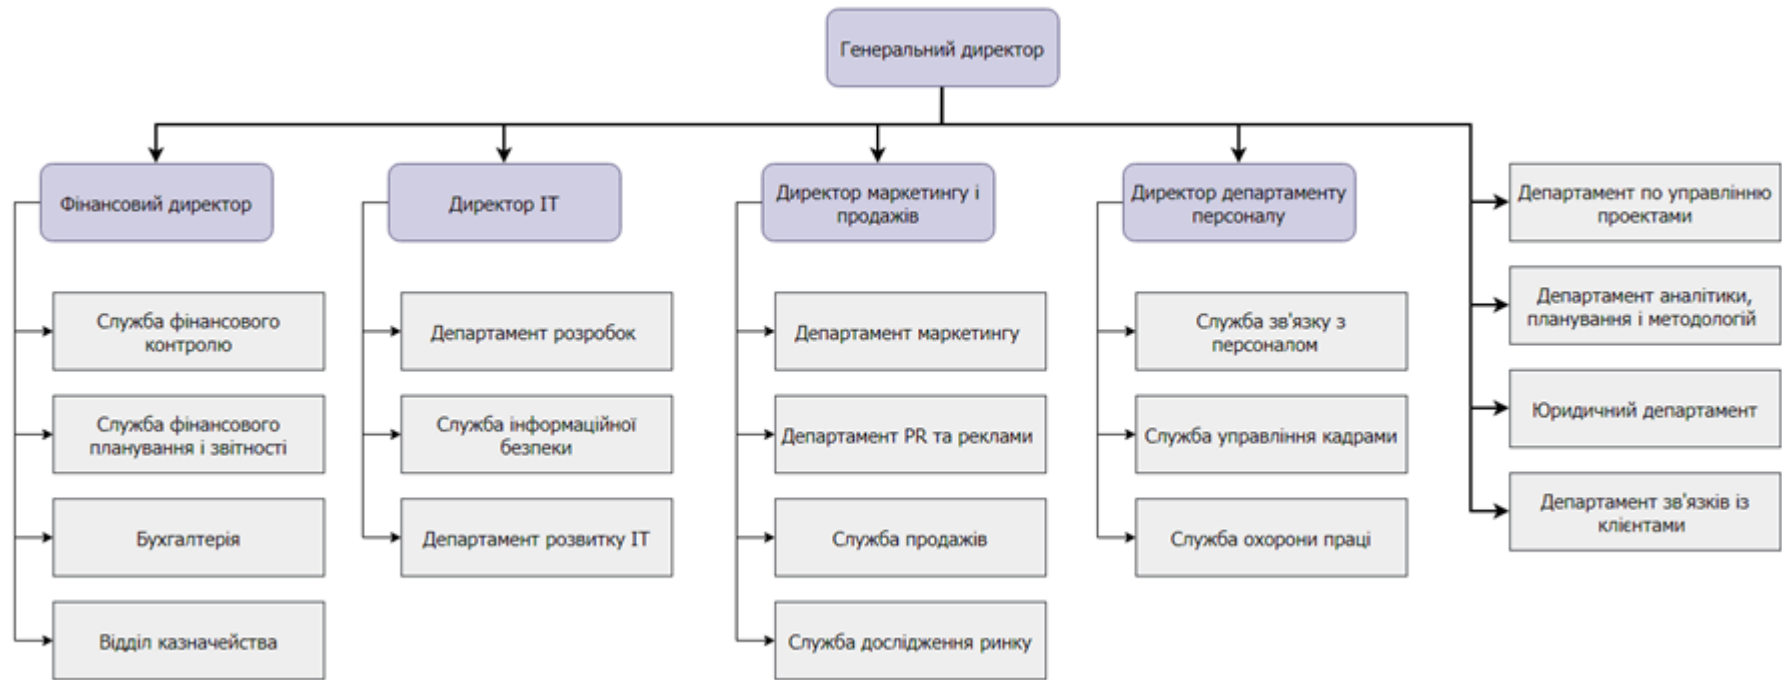 Генеральний директор
Фінансовий директор
Директор ІТ
Директор маркетингу і
продажів
Директор департаменту
персоналу
Департамент по управлінню
проектами
Служба фінансового
контролю
Служба фінансового
планування і звітності
Бухгалтерія
Відділ казначейства
Департамент розробок
Служба інформаційної
безпеки
Департамент розвитку ІТ
Департамент маркетингу
Департамент PR та реклами
Служба продажів
Служба дослідження ринку
Служба зв'язку з
персоналом
Служба управління кадрами
Служба охорони праці
Департамент аналітики,
планування і методологій
Юридичний департамент
Департамент зв'язків із
клієнтами